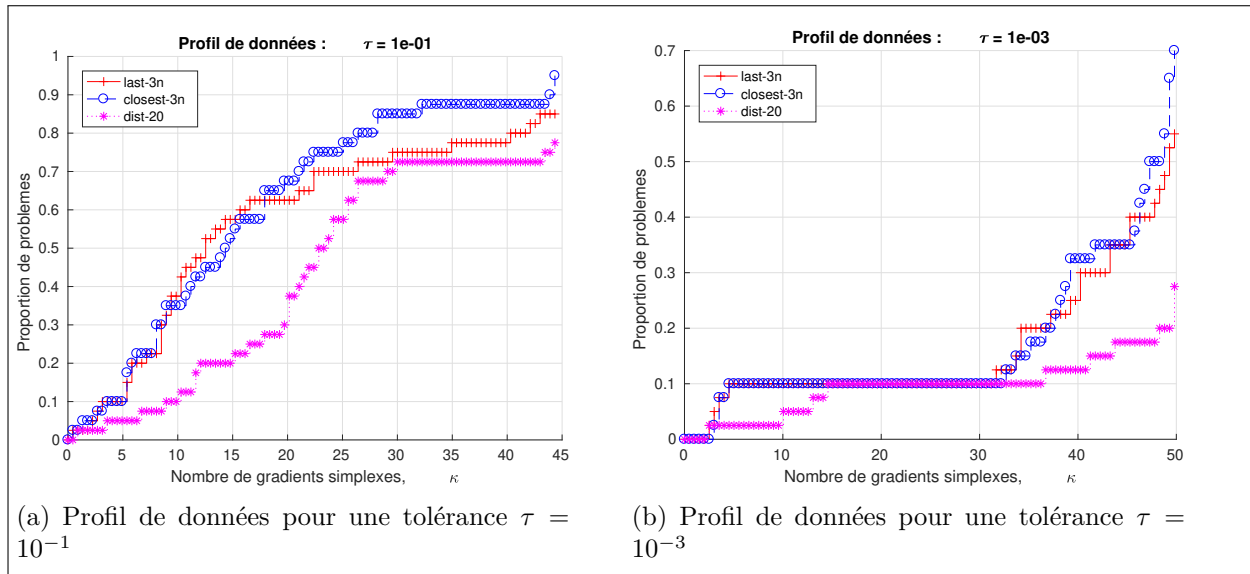 Profil de données : τ = 1e-01
1
0.9
0.8
0.7
0.6
0.5
0.4
0.3
0.2
0.1
0
Proportion de problemes
last-3n
closest-3n
dist-20
0 5 10 15 20 25 30 35 40 45
Nombre de gradients simplexes, κ
(a) Profil de données pour une tolérance τ =
10⁻¹
Profil de données : τ = 1e-03
0.7
0.6
0.5
0.4
0.3
0.2
0.1
0
Proportion de problemes
last-3n
closest-3n
dist-20
0 10 20 30 40 50
Nombre de gradients simplexes, κ
(b) Profil de données pour une tolérance τ =
10⁻³